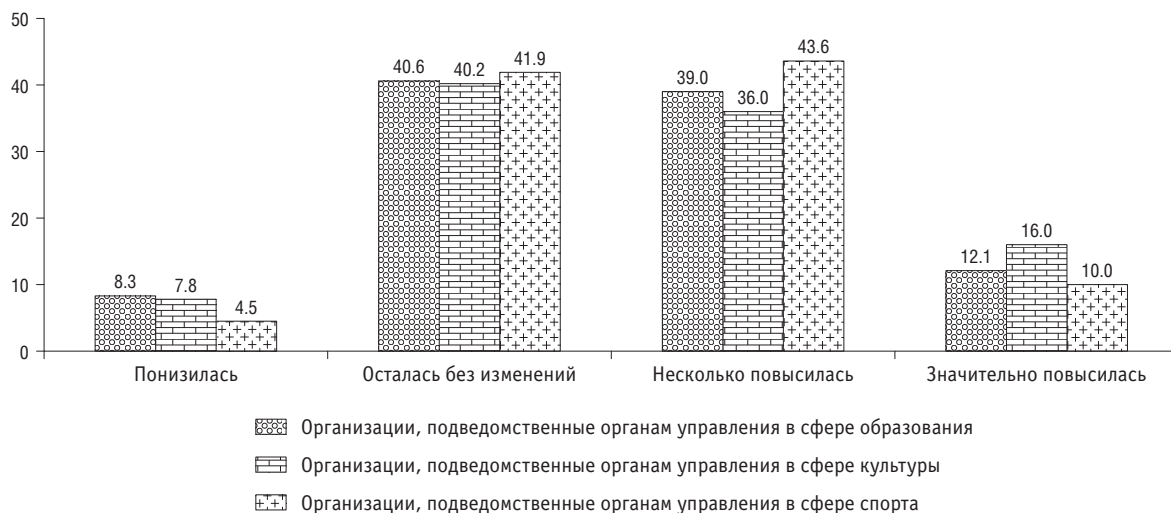 50
40
30
20
10
0
8.3
7.8
4.5
40.6
40.2
41.9
39.0
36.0
43.6
12.1
16.0
10.0
Понизилась
Осталась без изменений
Несколько повысилась
Значительно повысилась
Организации, подведомственные органам управления в сфере образования
Организации, подведомственные органам управления в сфере культуры
Организации, подведомственные органам управления в сфере спорта